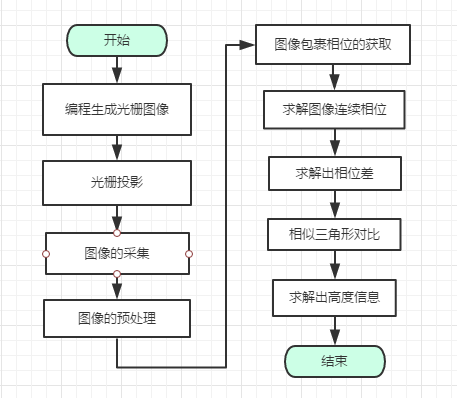 开始
编程生成光栅图像
光栅投影
图像的采集
图像的预处理
图像包裹相位的获取
求解图像连续相位
求解出相位差
相似三角形对比
求解出高度信息
结束